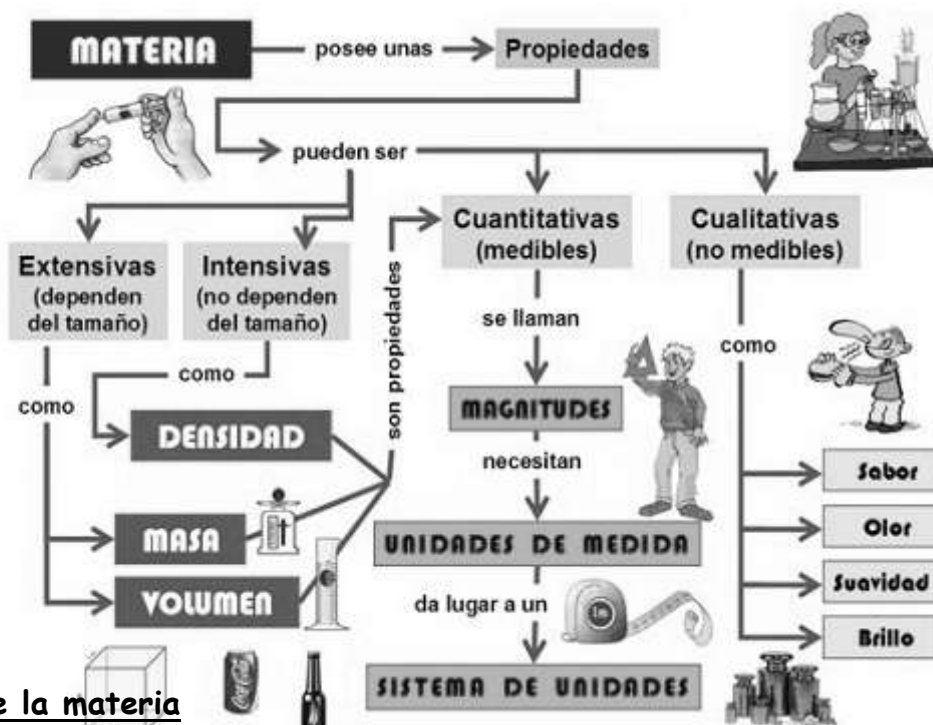 MATERIA
posee unas
Propiedades
pueden ser
Extensivas
(dependen
del tamaño)
Intensivas
(no dependen
del tamaño)
Cuantitativas
(medibles)
Cualitativas
(no medibles)
como
como
DENSIDAD
MASA
VOLUMEN
son propiedades
se llaman
MAGNITUDES
necesitan
UNIDADES DE MEDIDA
da lugar a un
SISTEMA DE UNIDADES
como
Sabor
Olor
Suavidad
Brillo
Coca-Cola
e la materia